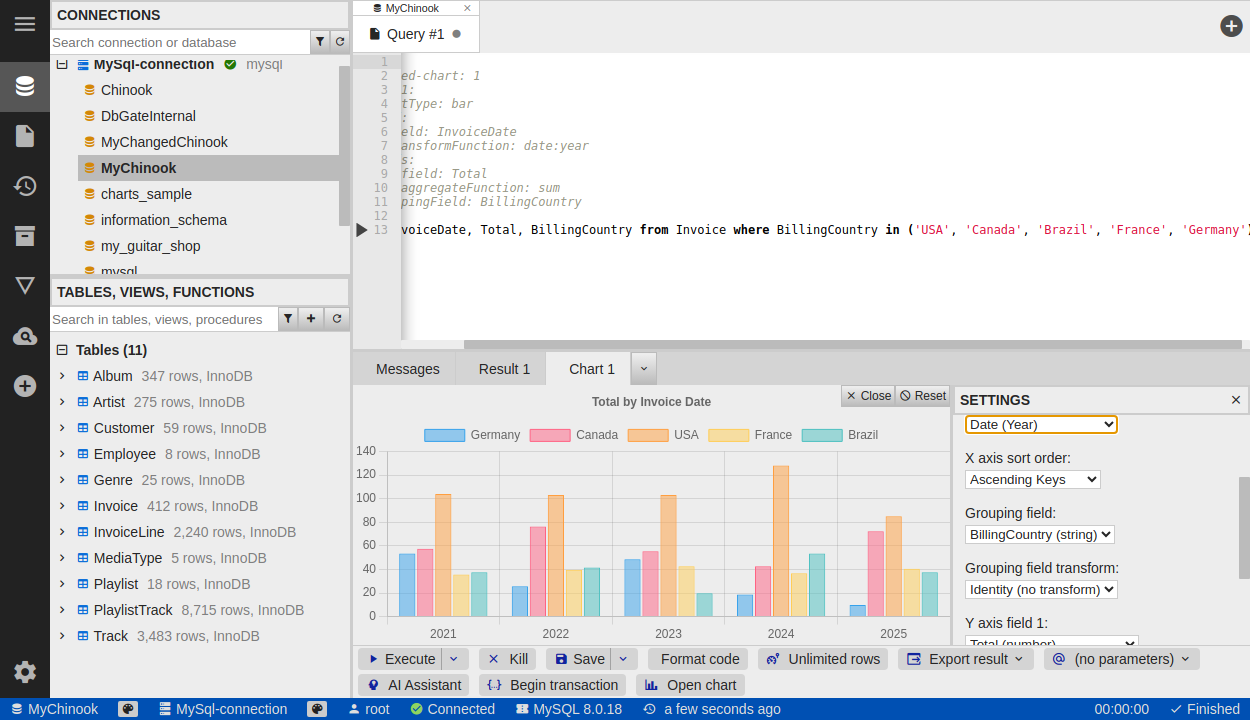 CONNECTIONS
Search connection or database
MySql-connection mysql
Chinook
DbGateInternal
MyChangedChinook
MyChinook
charts_sample
information_schema
my_guitar_shop
mysql
TABLES, VIEWS, FUNCTIONS
Search in tables, views, procedures
Tables (11)
Album 347 rows, InnoDB
Artist 275 rows, InnoDB
Customer 59 rows, InnoDB
Employee 8 rows, InnoDB
Genre 25 rows, InnoDB
Invoice 412 rows, InnoDB
InvoiceLine 2,240 rows, InnoDB
MediaType 5 rows, InnoDB
Playlist 18 rows, InnoDB
PlaylistTrack 8,715 rows, InnoDB
Track 3,483 rows, InnoDB
MyChinook ×
Query #1
1
2 ed-chart: 1
3 1:
4 tType: bar
5 :
6 eld: InvoiceDate
7 ansformFunction: date:year
8 s:
9 field: Total
10 aggregateFunction: sum
11 pingField: BillingCountry
12
13 voiceDate, Total, BillingCountry from Invoice where BillingCountry in ('USA', 'Canada', 'Brazil', 'France', 'Germany')
Messages Result 1 Chart 1
Total by Invoice Date
× Close Reset
Germany Canada USA France Brazil
140
120
100
80
60
40
20
0
2021 2022 2023 2024 2025
SETTINGS ×
Date (Year)
X axis sort order:
Ascending Keys
Grouping field:
BillingCountry (string)
Grouping field transform:
Identity (no transform)
Y axis field 1:
Total (number)
Execute Kill Save Format code Unlimited rows Export result (no parameters)
AI Assistant Begin transaction Open chart
MyChinook MySql-connection root Connected MySQL 8.0.18 a few seconds ago 00:00:00 Finished